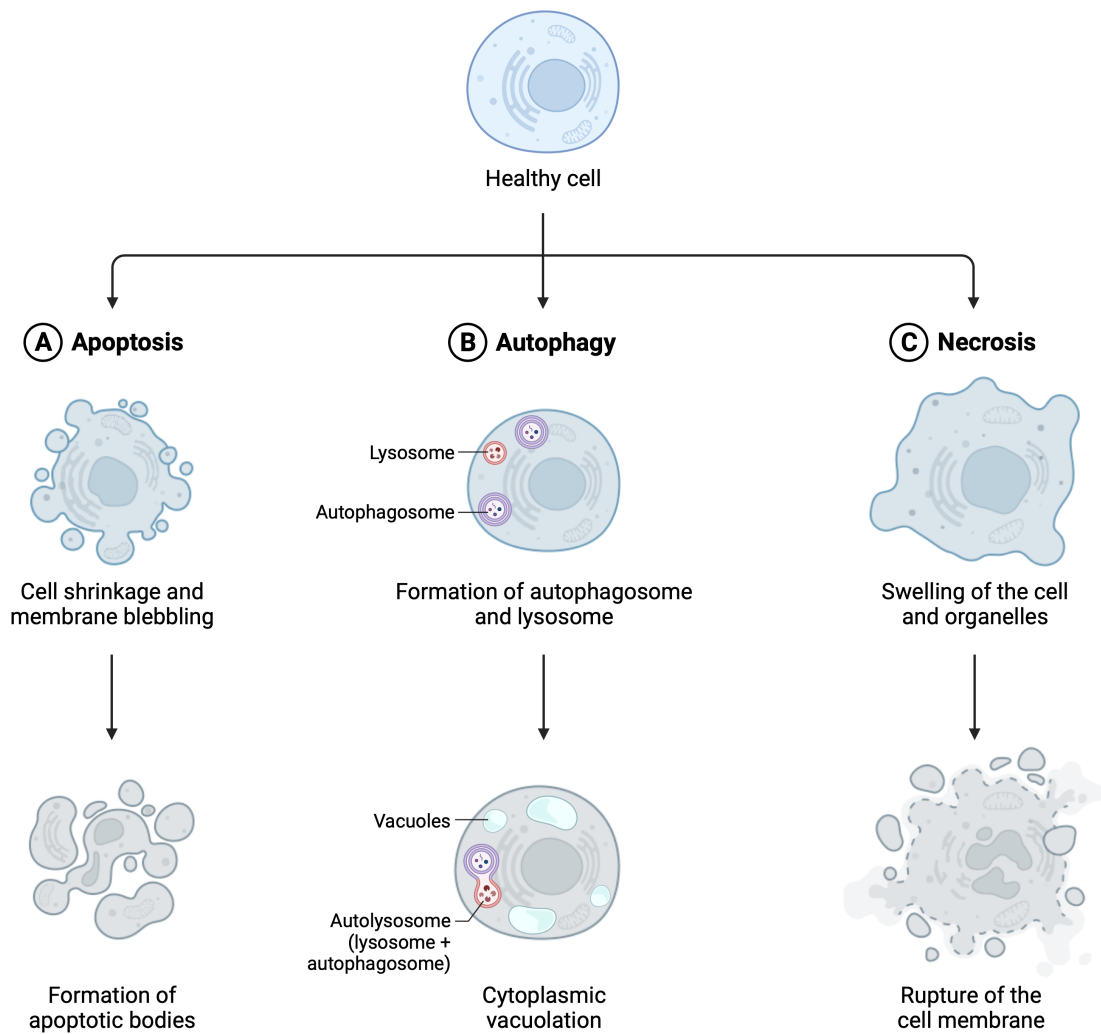 Healthy cell
A Apoptosis
B Autophagy
C Necrosis
Lysosome
Autophagosome
Cell shrinkage and
membrane blebbling
Formation of autophagosome
and lysosome
Swelling of the cell
and organelles
Vacuoles
Autolysosome
(lysosome +
autophagosome)
Formation of
apoptotic bodies
Cytoplasmic
vacuolation
Rupture of the
cell membrane